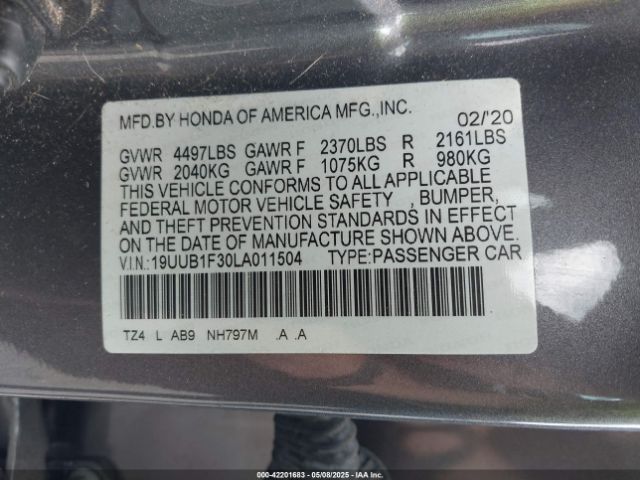 MFD.BY HONDA OF AMERICA MFG.,INC. 02/'20
GVWR 4497LBS GAWR F 2370LBS R 2161LBS
GVWR 2040KG GAWR F 1075KG R 980KG
THIS VEHICLE CONFORMS TO ALL APPLICABLE
FEDERAL MOTOR VEHICLE SAFETY , BUMPER,
AND THEFT PREVENTION STANDARDS IN EFFECT
ON THE DATE OF MANUFACTURE SHOWN ABOVE.
V.I.N.:19UUB1F30LA011504 TYPE:PASSENGER CAR
TZ4 L AB9 NH797M .A .A
000-42201683 05/08/2025 - IAAI.COM